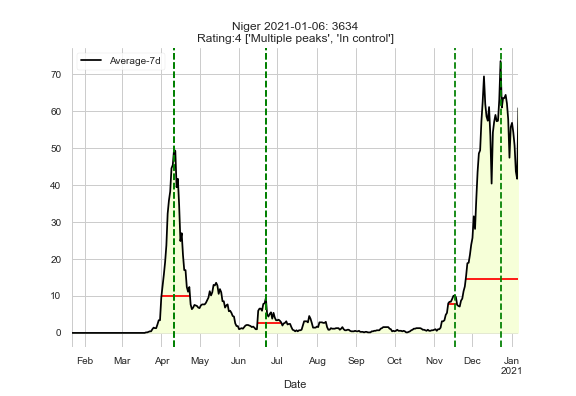 Niger 2021-01-06: 3634
Rating:4 ['Multiple peaks', 'In control']
Average-7d
70
60
50
40
30
20
10
0
Feb Mar Apr May Jun Jul Aug Sep Oct Nov Dec Jan
2021
Date